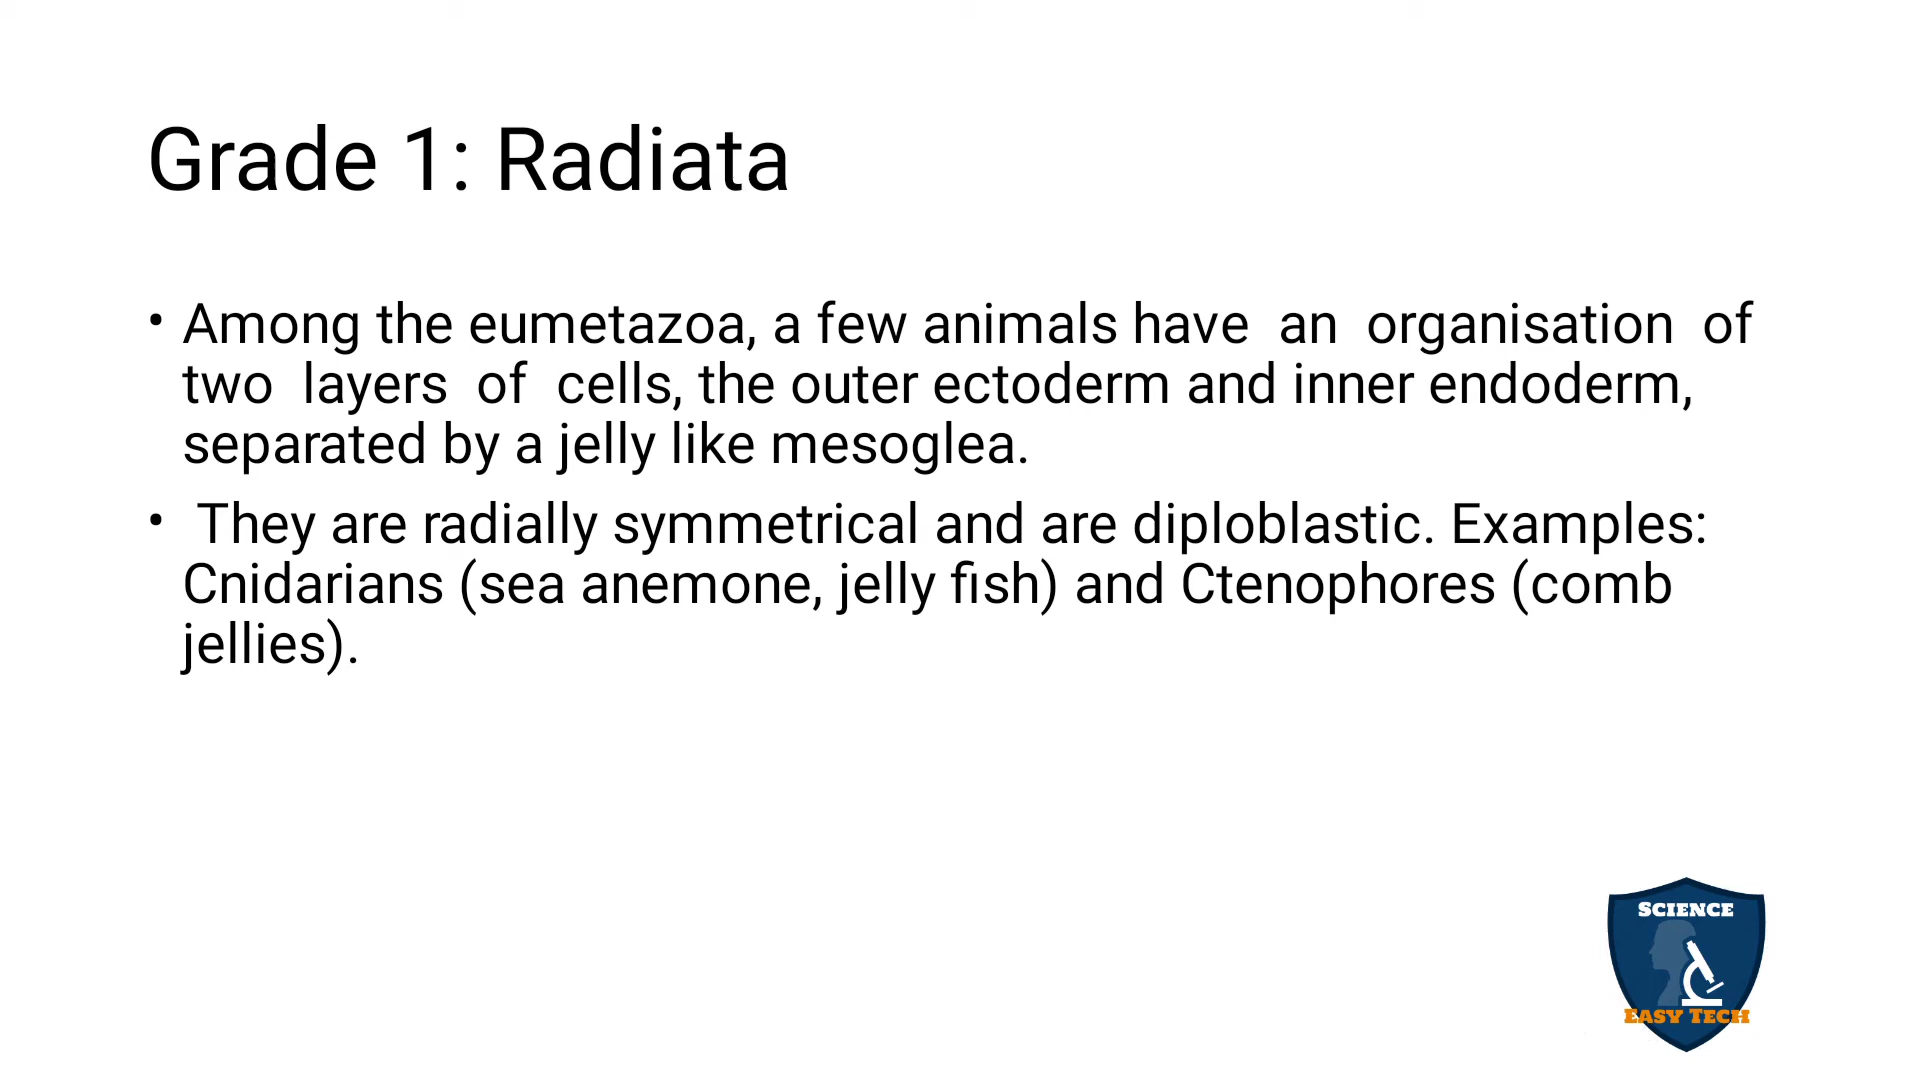 Grade 1: Radiata
• Among the eumetazoa, a few animals have  an  organisation  of
two  layers  of  cells, the outer ectoderm and inner endoderm,
separated by a jelly like mesoglea.
•  They are radially symmetrical and are diploblastic. Examples:
Cnidarians (sea anemone, jelly fish) and Ctenophores (comb
jellies).
SCIENCE
EASY TECH